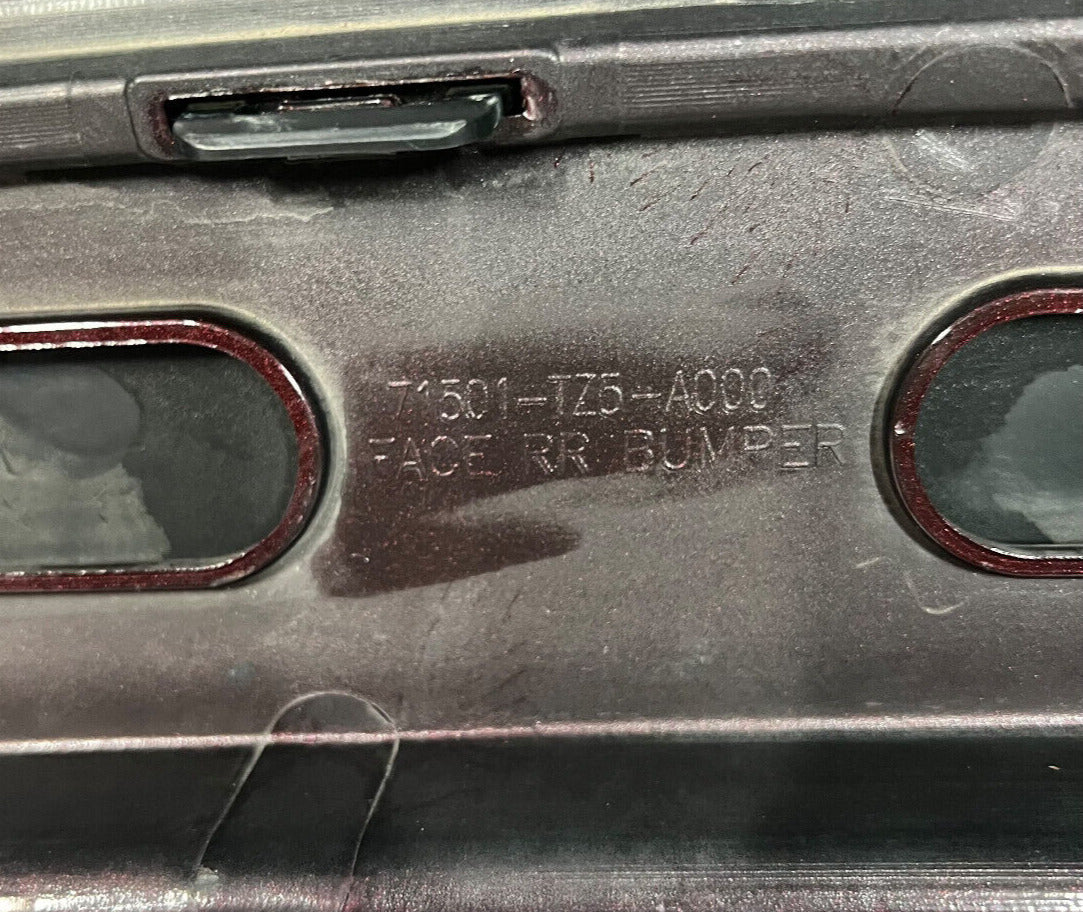 71501-TZ5-A000
FACE RR BUMPER